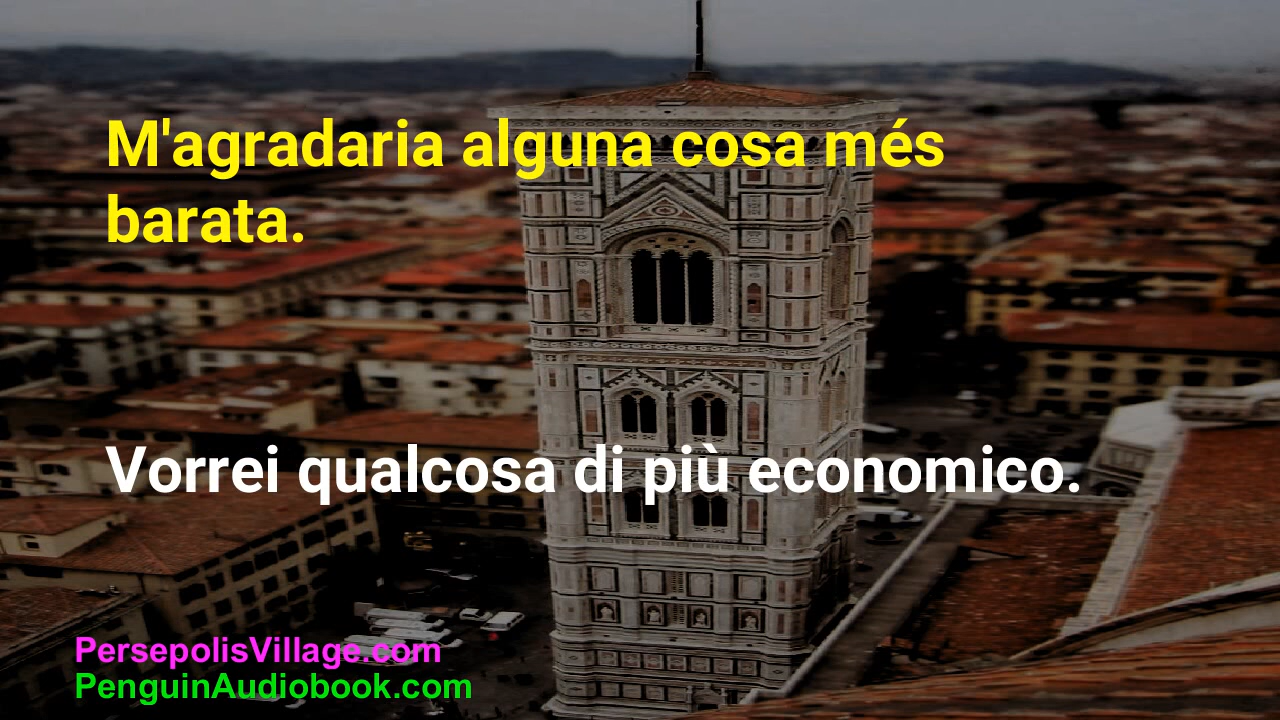 M'agradaria alguna cosa més
barata.
Vorrei qualcosa di più economico.
PersepolisVillage.com
PenguinAudiobook.com